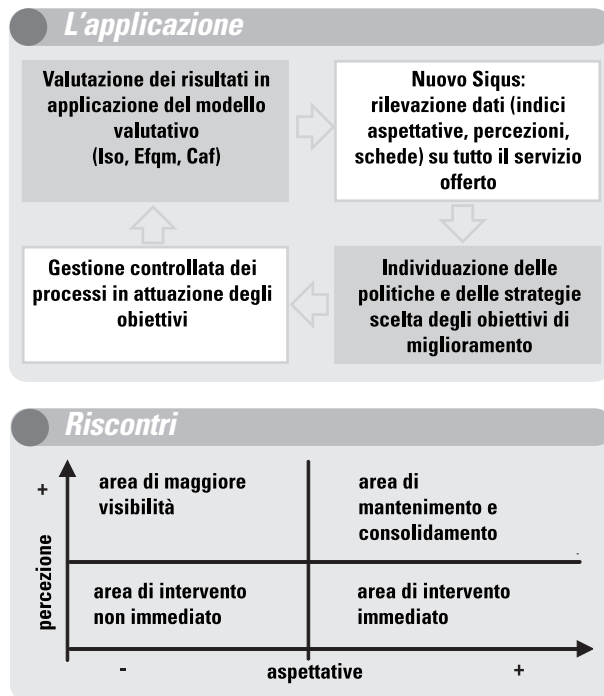 L'applicazione
Valutazione dei risultati in
applicazione del modello
valutativo
(Iso, Efqm, Caf)
Nuovo Siqus:
rilevazione dati (indici
aspettative, percezioni,
schede) su tutto il servizio
offerto
Gestione controllata dei
processi in attuazione degli
obiettivi
Individuazione delle
politiche e delle strategie
scelta degli obiettivi di
miglioramento
Riscontri
+
percezione
area di maggiore
visibilità
area di
mantenimento e
consolidamento
area di intervento
non immediato
area di intervento
immediato
-
aspettative
+